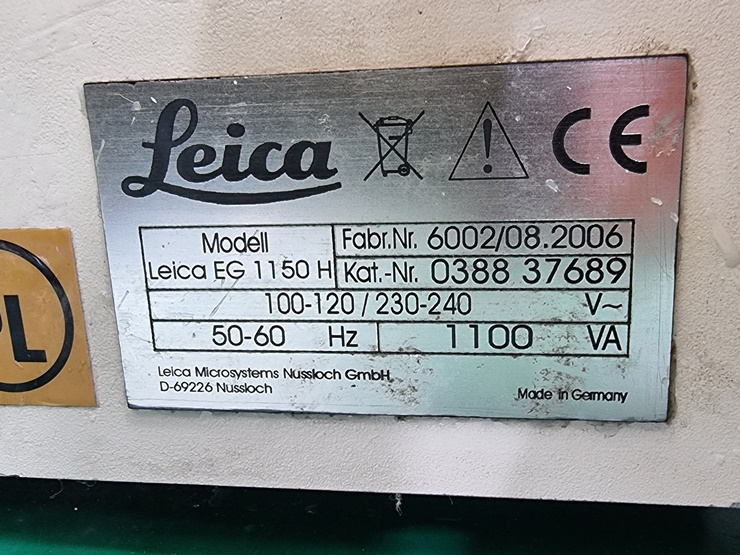 Leica
CE
Modell
Leica EG 1150 H
Fabr.Nr. 6002/08.2006
Kat.-Nr. 0388 37689
100-120 / 230-240 V~
50-60 Hz
1100 VA
Leica Microsystems Nussloch GmbH
D-69226 Nussloch
Made in Germany
PL